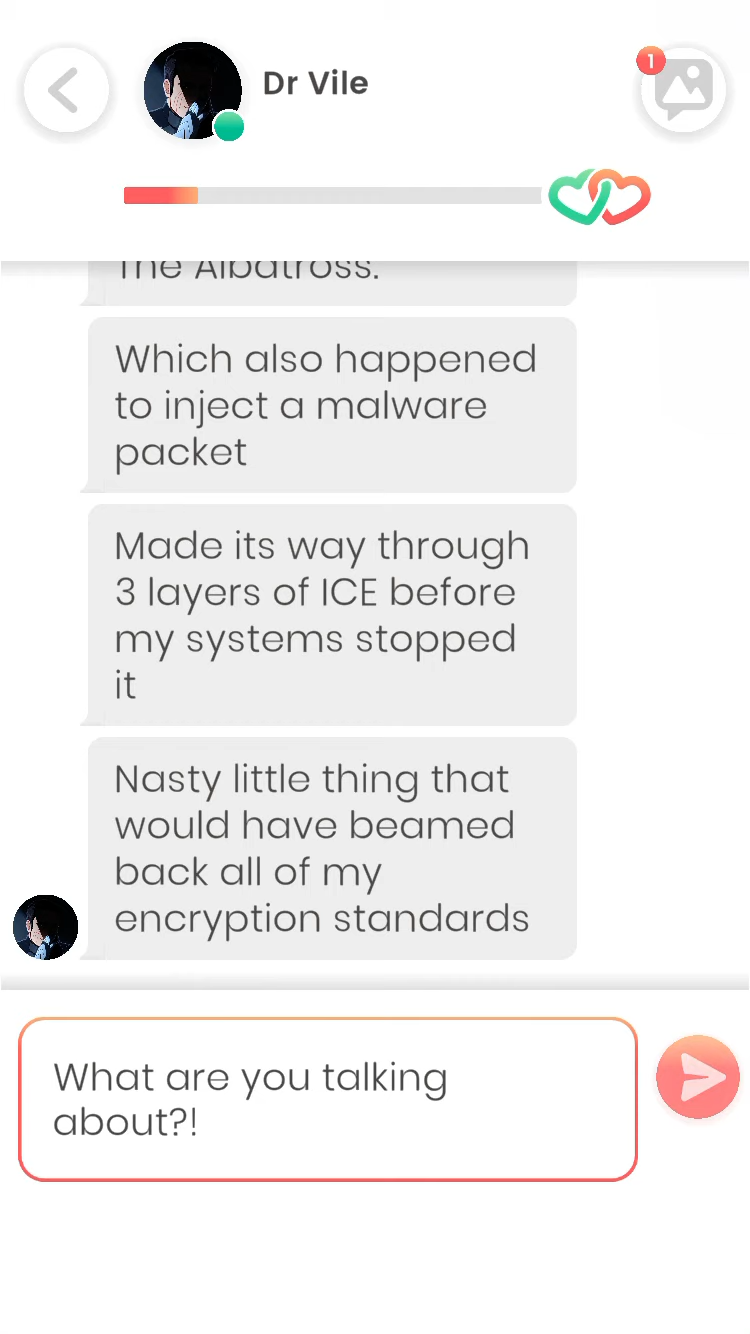 Dr Vile
1
The Albatross.
Which also happened
to inject a malware
packet
Made its way through
3 layers of ICE before
my systems stopped
it
Nasty little thing that
would have beamed
back all of my
encryption standards
What are you talking
about?!